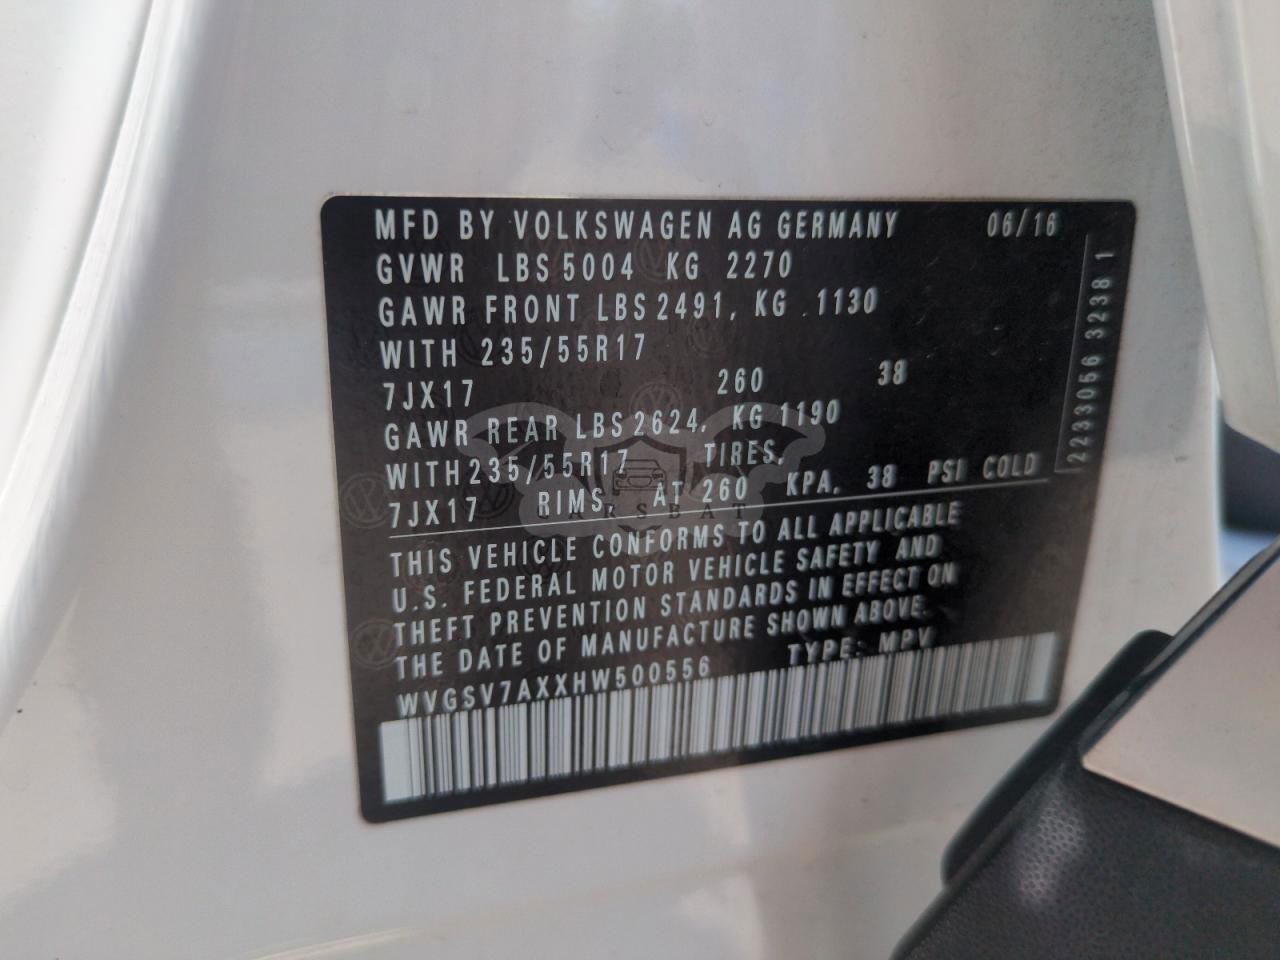 MFD BY VOLKSWAGEN AG GERMANY 06/16
GVWR LBS 5004 KG 2270
GAWR FRONT LBS 2491, KG .1130
WITH 235/55R17
7JX17 260 38
GAWR REAR LBS 2624, KG 1190
WITH 235/55R17 TIRES,
7JX17 RIMS, AT 260 KPA, 38 PSI COLD
THIS VEHICLE CONFORMS TO ALL APPLICABLE
U.S. FEDERAL MOTOR VEHICLE SAFETY AND
THEFT PREVENTION STANDARDS IN EFFECT ON
THE DATE OF MANUFACTURE SHOWN ABOVE.
WVGSV7AXXHW500556 TYPE: MPV
2233056 3238 1
CARSBAT